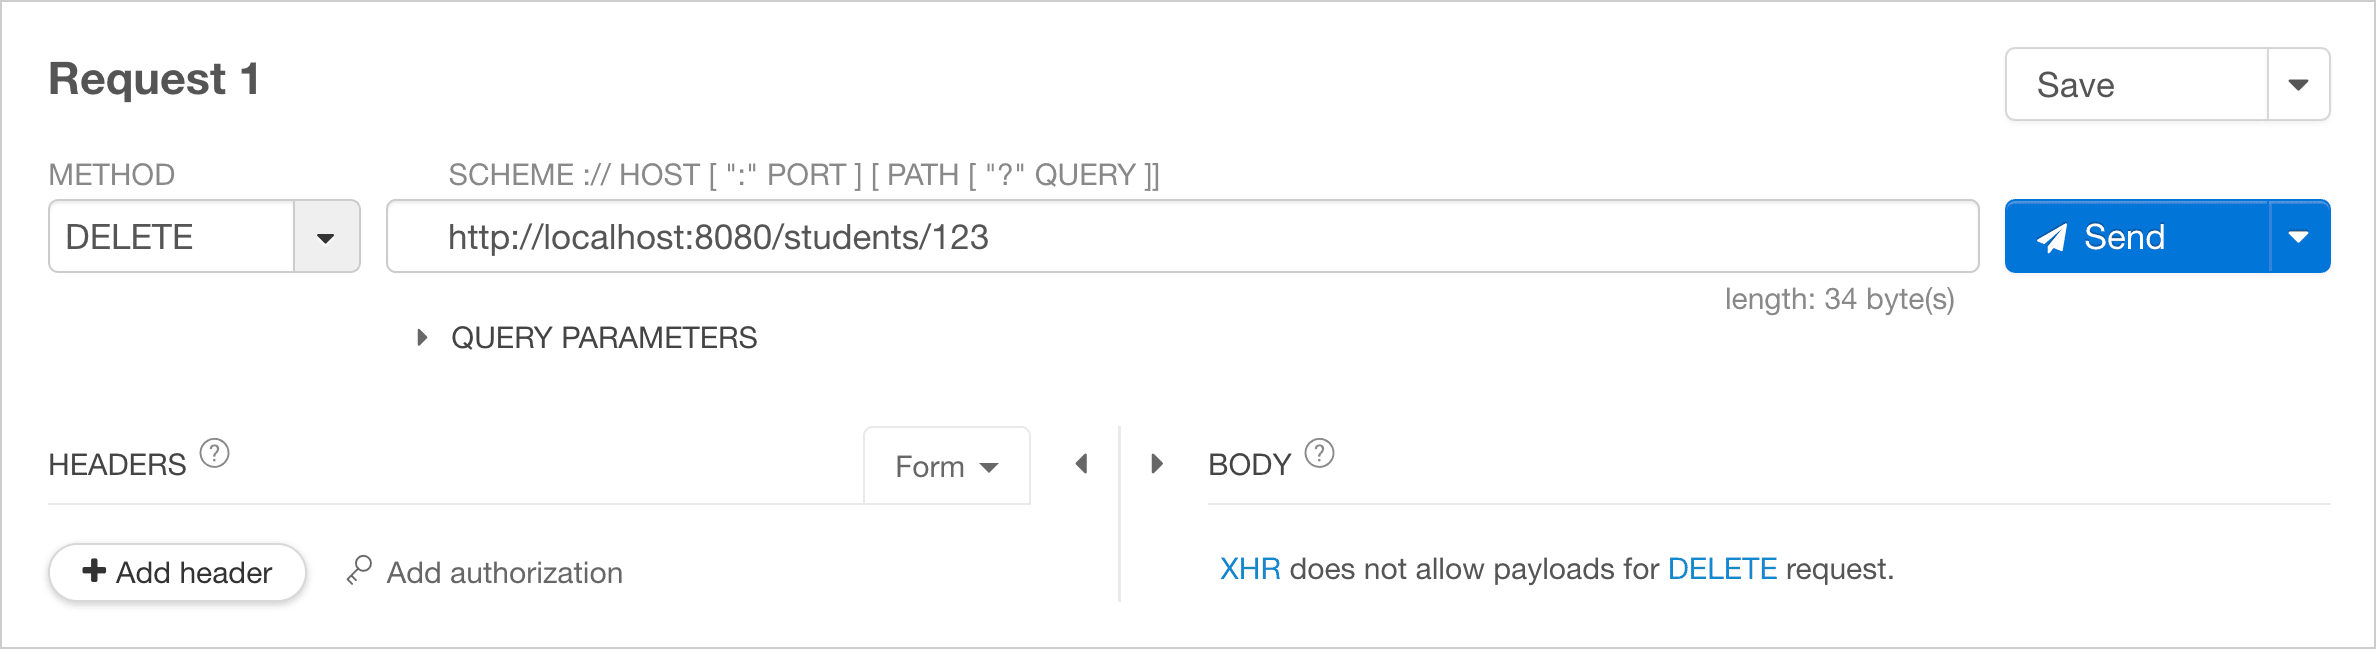 Request 1
Save
METHOD
SCHEME :// HOST [ ":" PORT ] [ PATH [ "?" QUERY ]]
DELETE
http://localhost:8080/students/123
Send
length: 34 byte(s)
QUERY PARAMETERS
HEADERS ?
Form
BODY ?
Add header
Add authorization
XHR does not allow payloads for DELETE request.